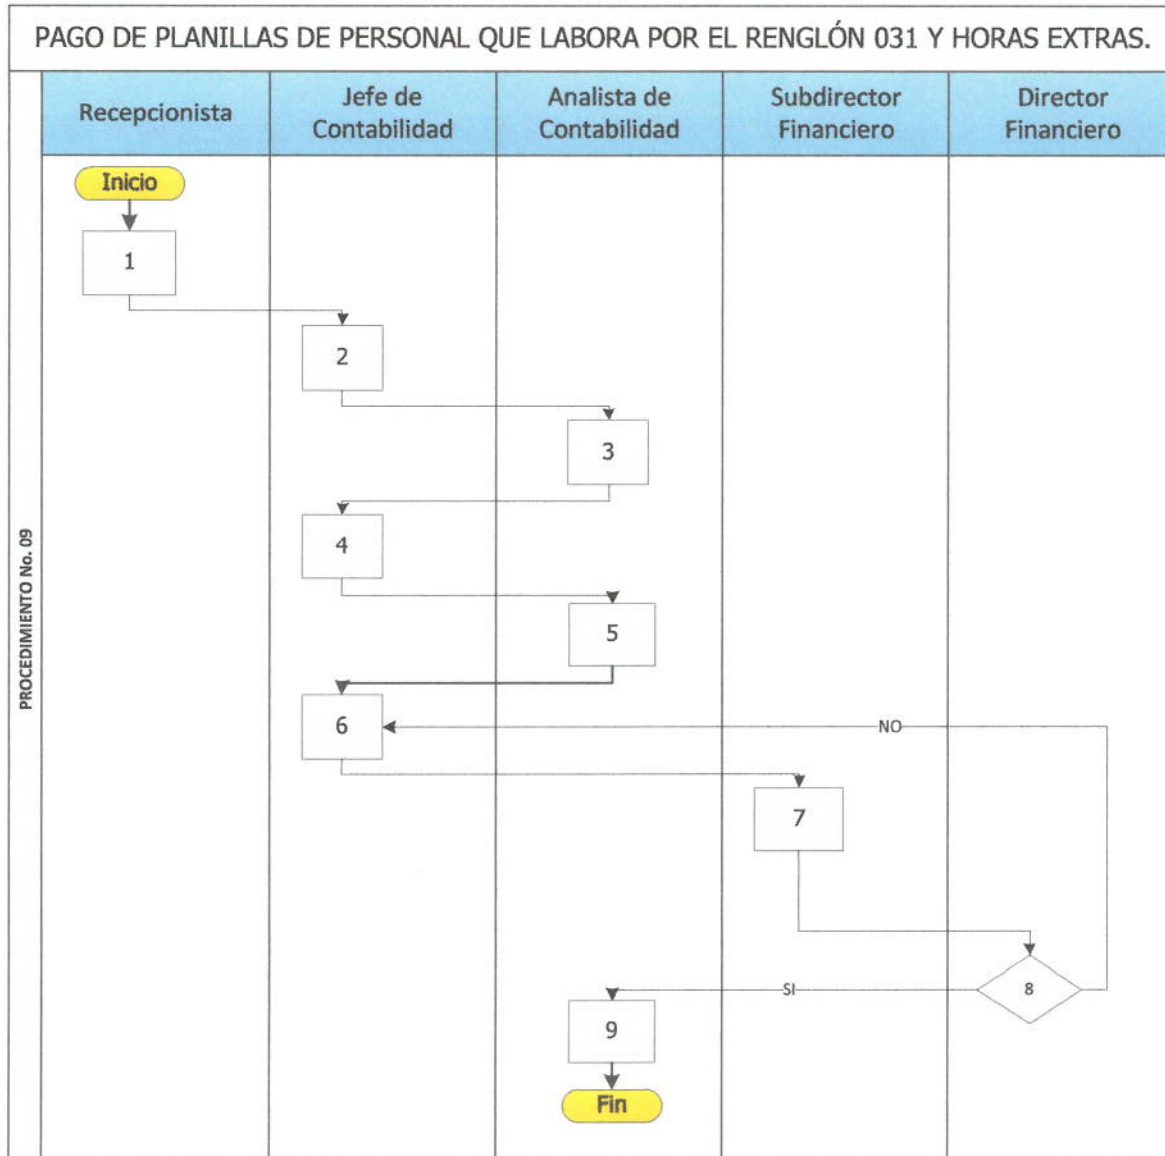 PAGO DE PLANILLAS DE PERSONAL QUE LABORA POR EL RENGLÓN 031 Y HORAS EXTRAS.
PROCEDIMIENTO No. 09
Recepcionista
Jefe de
Contabilidad
Analista de
Contabilidad
Subdirector
Financiero
Director
Financiero
Inicio
1
2
3
4
5
6
NO
7
SI
8
9
Fin